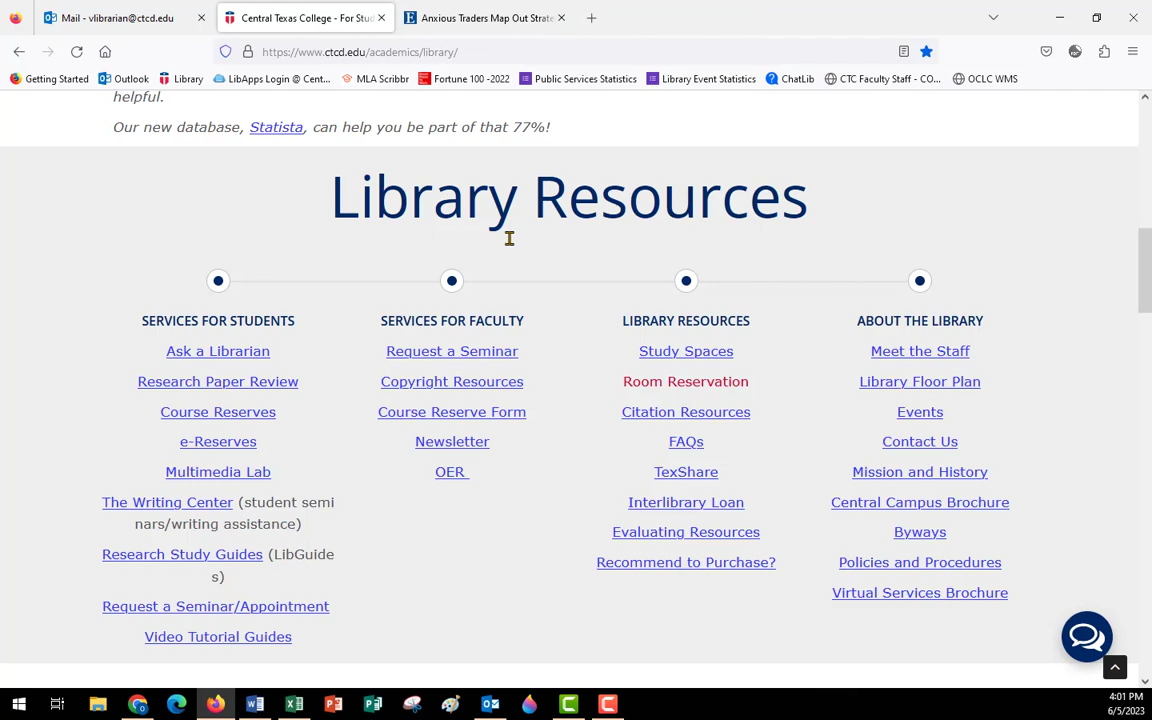 Mail - vlibrarian@ctcd.edu
Central Texas College - For Stud
Anxious Traders Map Out Strate
https://www.ctcd.edu/academics/library/
Getting Started
Outlook
Library
LibApps Login @ Cent...
MLA Scribbr
Fortune 100 -2022
Public Services Statistics
Library Event Statistics
ChatLib
CTC Faculty Staff - CO...
OCLC WMS
helpful.
Our new database, Statista, can help you be part of that 77%!
Library Resources
SERVICES FOR STUDENTS
Ask a Librarian
Research Paper Review
Course Reserves
e-Reserves
Multimedia Lab
The Writing Center (student semi
nars/writing assistance)
Research Study Guides (LibGuide
s)
Request a Seminar/Appointment
Video Tutorial Guides
SERVICES FOR FACULTY
Request a Seminar
Copyright Resources
Course Reserve Form
Newsletter
OER
LIBRARY RESOURCES
Study Spaces
Room Reservation
Citation Resources
FAQs
TexShare
Interlibrary Loan
Evaluating Resources
Recommend to Purchase?
ABOUT THE LIBRARY
Meet the Staff
Library Floor Plan
Events
Contact Us
Mission and History
Central Campus Brochure
Byways
Policies and Procedures
Virtual Services Brochure
4:01 PM
6/5/2023